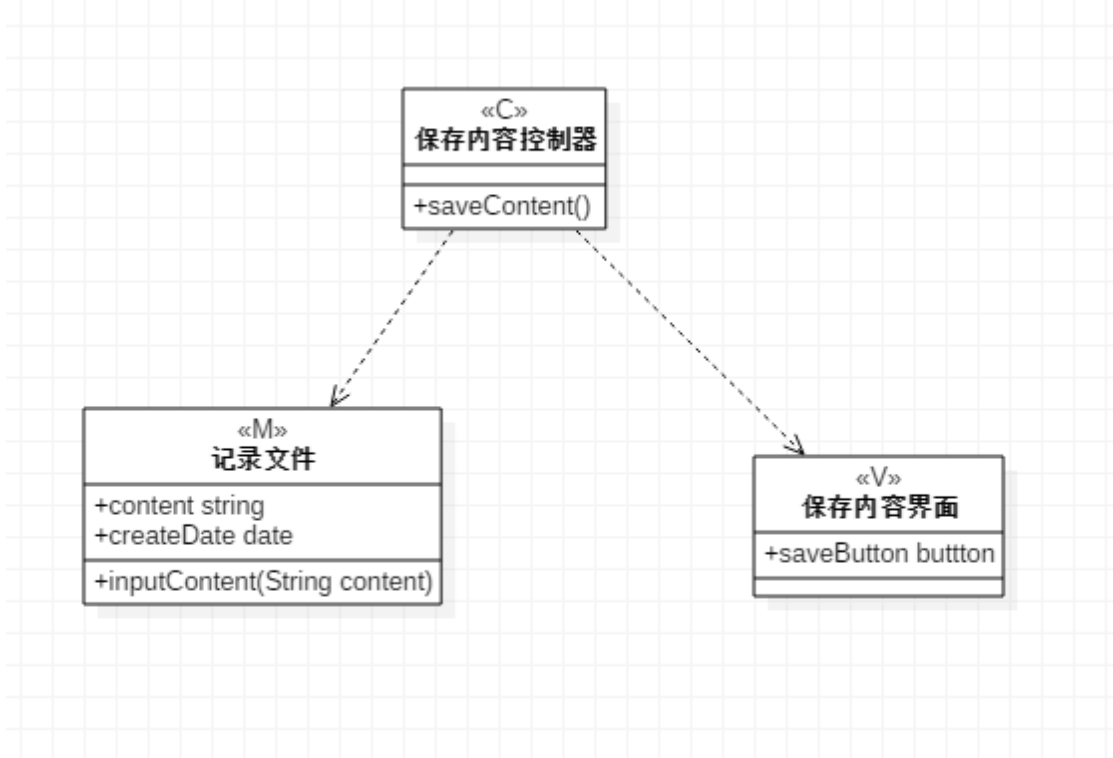 «C»
保存内容控制器
+saveContent()
«M»
记录文件
+content string
+createDate date
+inputContent(String content)
«V»
保存内容界面
+saveButton buttton